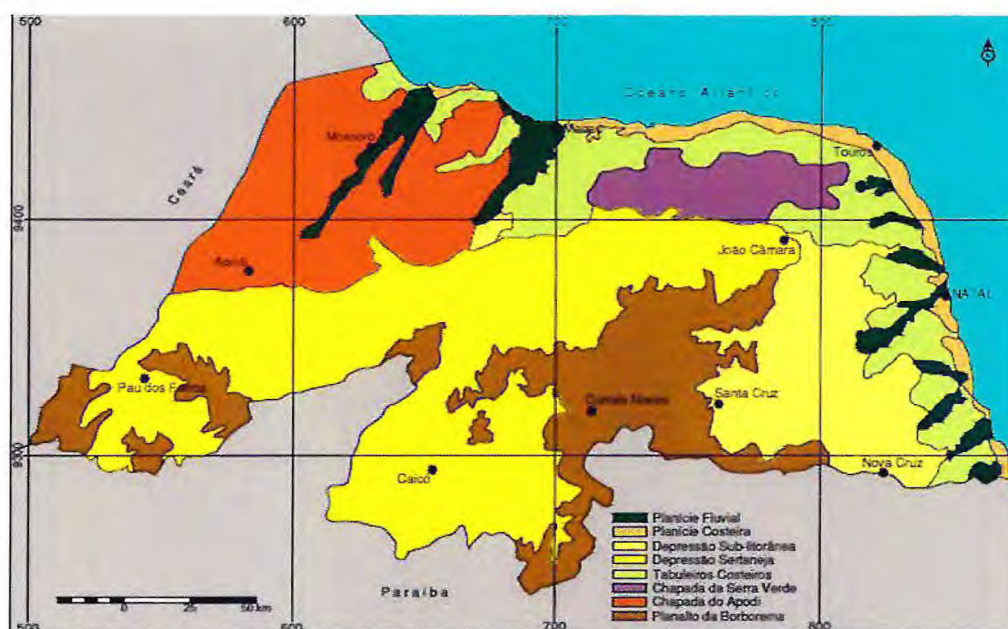 500 600 700 800
Oceano Atlântico
Mossoró
Macau
Touros
Ceará
9400
João Câmara
Apodi
NATAL
Pau dos Ferros
Currais Novos
Santa Cruz
9300
Caicó
Nova Cruz
Planície Fluvial
Planície Costeira
Depressão Sub-litorânea
Depressão Sertaneja
Tabuleiros Costeiros
Chapada da Serra Verde
Chapada do Apodi
Planalto da Borborema
Paraíba
25 0 25 50 km
500 600 700 800